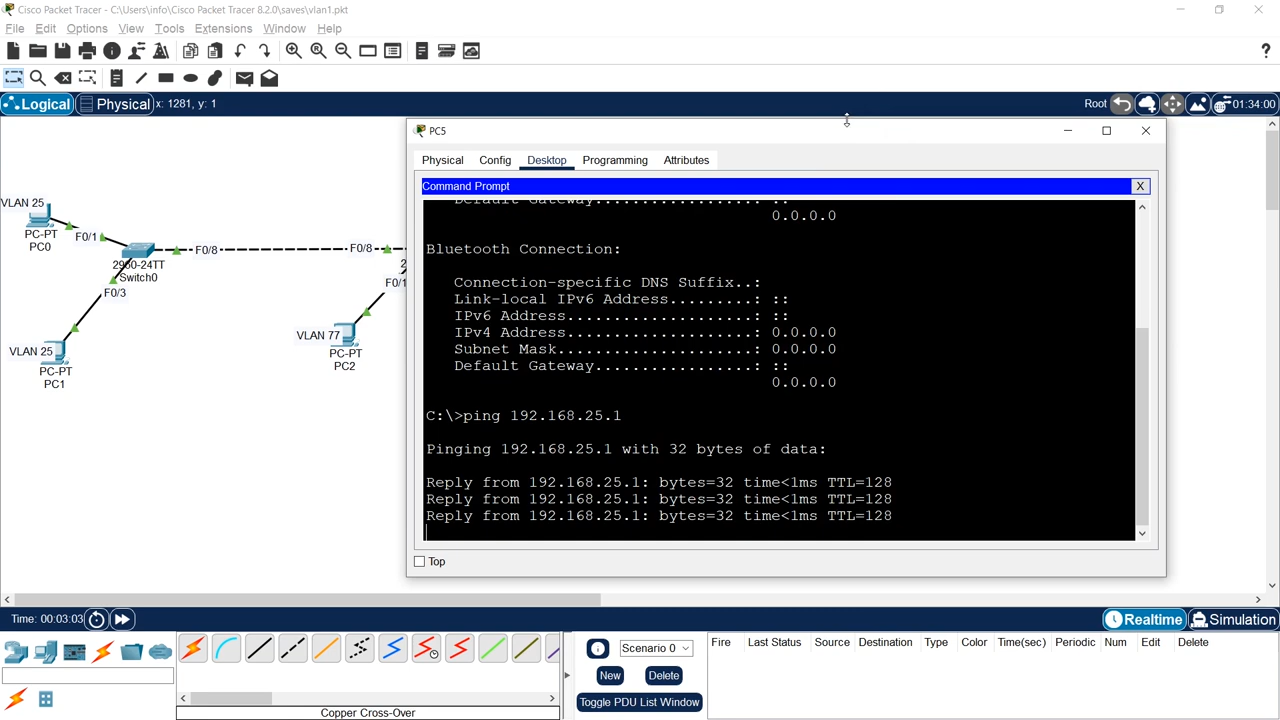 Cisco Packet Tracer - C:\Users\info\Cisco Packet Tracer 8.2.0\saves\vlan1.pkt
File Edit Options View Tools Extensions Window Help
?
Logical Physical x: 1281, y: 1 Root 01:34:00
PC5
Physical Config Desktop Programming Attributes
Command Prompt X
Default Gateway..................: ::
0.0.0.0
Bluetooth Connection:
Connection-specific DNS Suffix..:
Link-local IPv6 Address.........: ::
IPv6 Address....................: ::
IPv4 Address....................: 0.0.0.0
Subnet Mask.....................: 0.0.0.0
Default Gateway.................: ::
0.0.0.0
C:\>ping 192.168.25.1
Pinging 192.168.25.1 with 32 bytes of data:
Reply from 192.168.25.1: bytes=32 time<1ms TTL=128
Reply from 192.168.25.1: bytes=32 time<1ms TTL=128
Reply from 192.168.25.1: bytes=32 time<1ms TTL=128
Top
VLAN 25
PC-PT
PC0
F0/1
F0/8
F0/8
2960-24TT
Switch0
F0/3
F0/1
VLAN 25
PC-PT
PC1
VLAN 77
PC-PT
PC2
Time: 00:03:03 Realtime Simulation
Scenario 0
New Delete
Toggle PDU List Window
Fire Last Status Source Destination Type Color Time(sec) Periodic Num Edit Delete
Copper Cross-Over